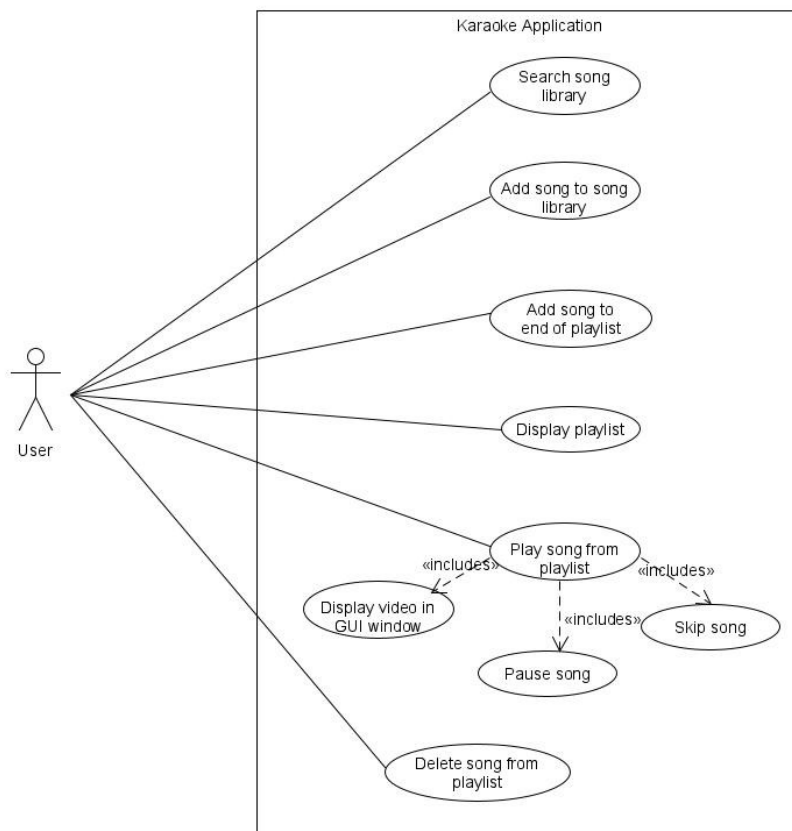 Karaoke Application
Search song
library
Add song to song
library
Add song to
end of playlist
User
Display playlist
Play song from
playlist
«includes»
«includes»
«includes»
Display video in
GUI window
Skip song
Pause song
Delete song from
playlist